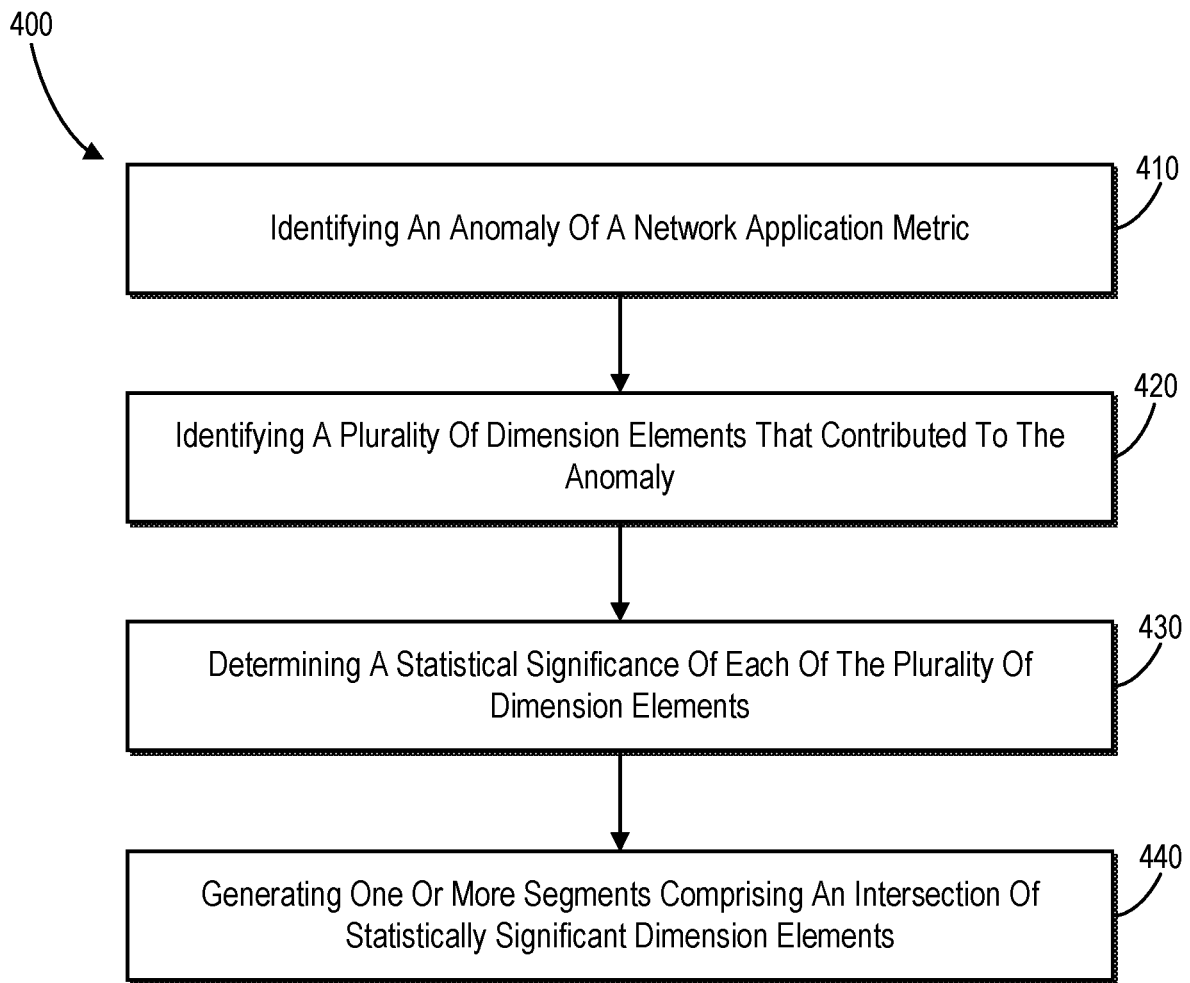 400
410
Identifying An Anomaly Of A Network Application Metric
420
Identifying A Plurality Of Dimension Elements That Contributed To The
Anomaly
430
Determining A Statistical Significance Of Each Of The Plurality Of
Dimension Elements
440
Generating One Or More Segments Comprising An Intersection Of
Statistically Significant Dimension Elements